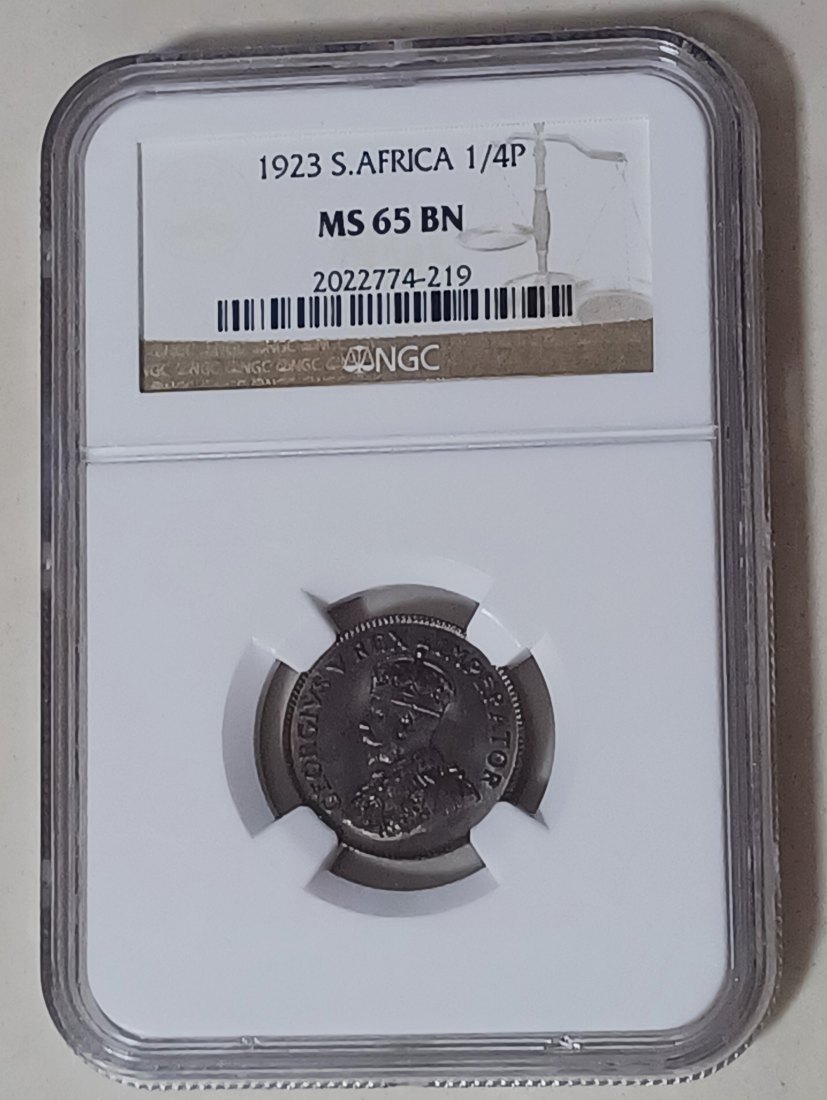 1923 S.AFRICA 1/4P
MS 65 BN
2022774-219
NGC
GEORGIVS V REX IMPERATOR